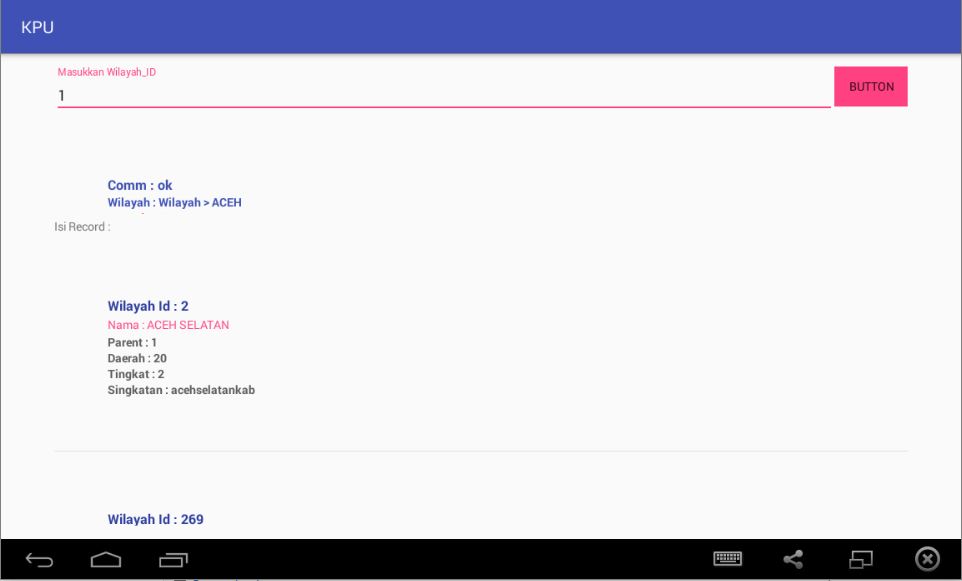 KPU
Masukkan Wilayah_ID
1
BUTTON
Comm : ok
Wilayah : Wilayah > ACEH
Isi Record :
Wilayah Id : 2
Nama : ACEH SELATAN
Parent : 1
Daerah : 20
Tingkat : 2
Singkatan : acehselatankab
Wilayah Id : 269